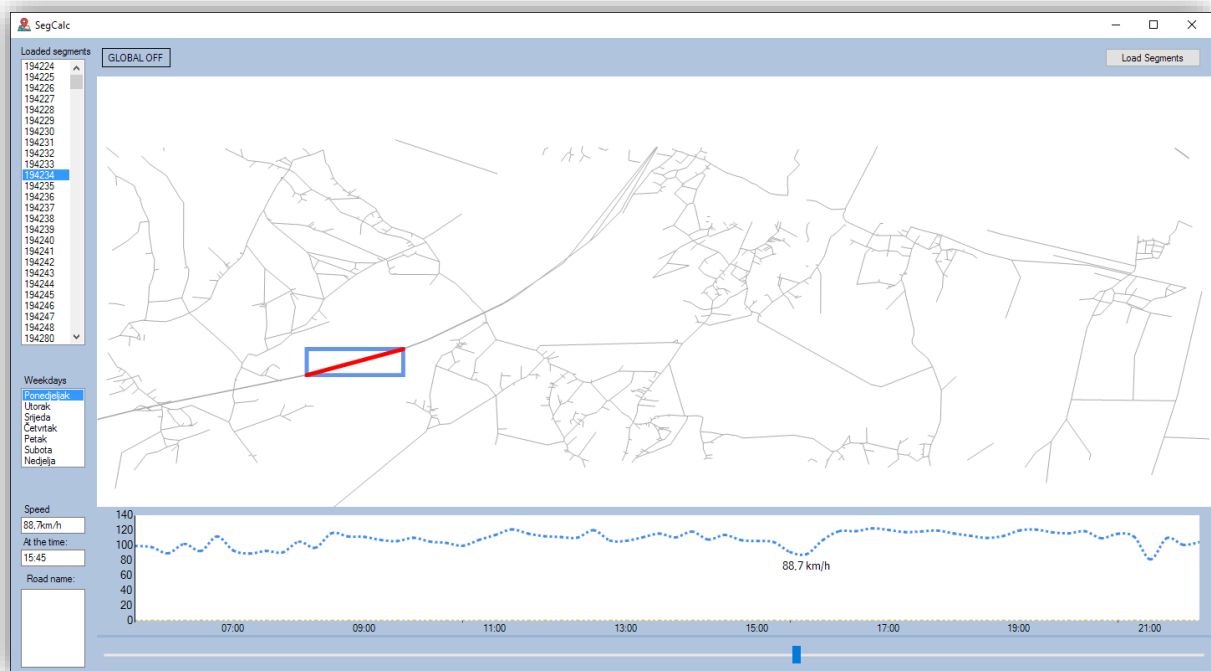 SegCalc
Loaded segments
GLOBAL OFF
Load Segments
194224
194225
194226
194227
194228
194229
194230
194231
194232
194233
194234
194235
194236
194237
194238
194239
194240
194241
194242
194243
194244
194245
194246
194247
194248
194280
Weekdays
Ponedjeljak
Utorak
Srijeda
Četvrtak
Petak
Subota
Nedjelja
Speed
88,7km/h
At the time:
15:45
Road name:
140
120
100
80
60
40
20
0
88,7 km/h
07:00 09:00 11:00 13:00 15:00 17:00 19:00 21:00